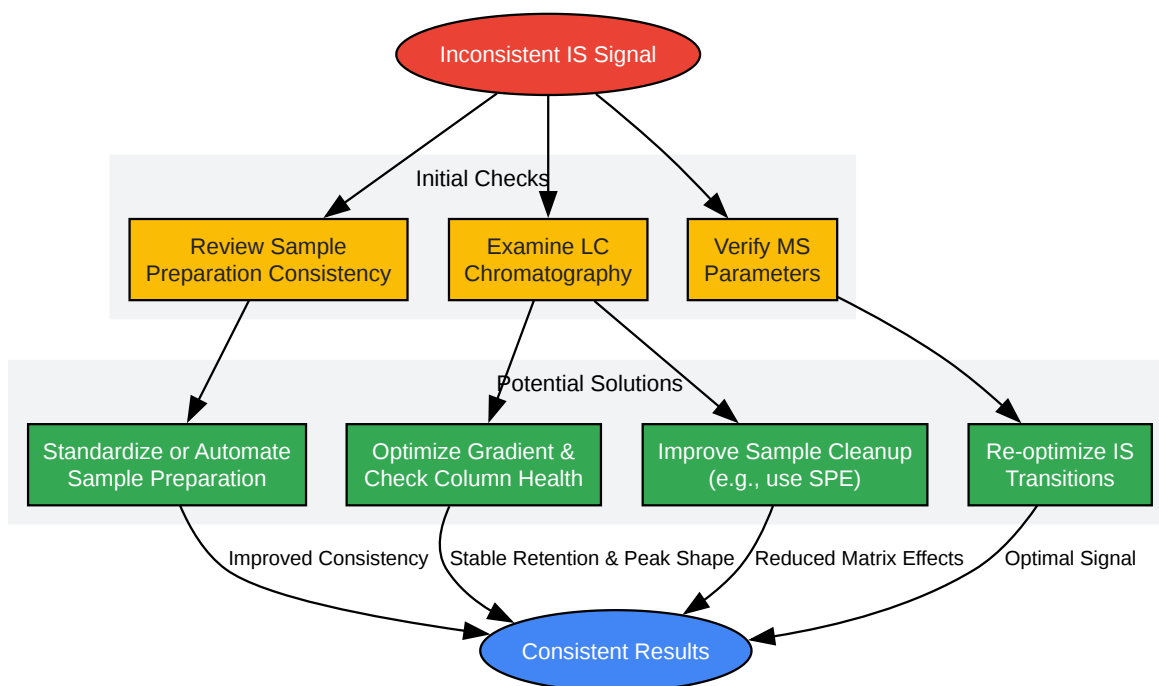 Inconsistent IS Signal
Initial Checks
Review Sample
Preparation Consistency
Examine LC
Chromatography
Verify MS
Parameters
Potential Solutions
Standardize or Automate
Sample Preparation
Optimize Gradient &
Check Column Health
Improve Sample Cleanup
(e.g., use SPE)
Re-optimize IS
Transitions
Improved Consistency
Stable Retention & Peak Shape
Reduced Matrix Effects
Optimal Signal
Consistent Results